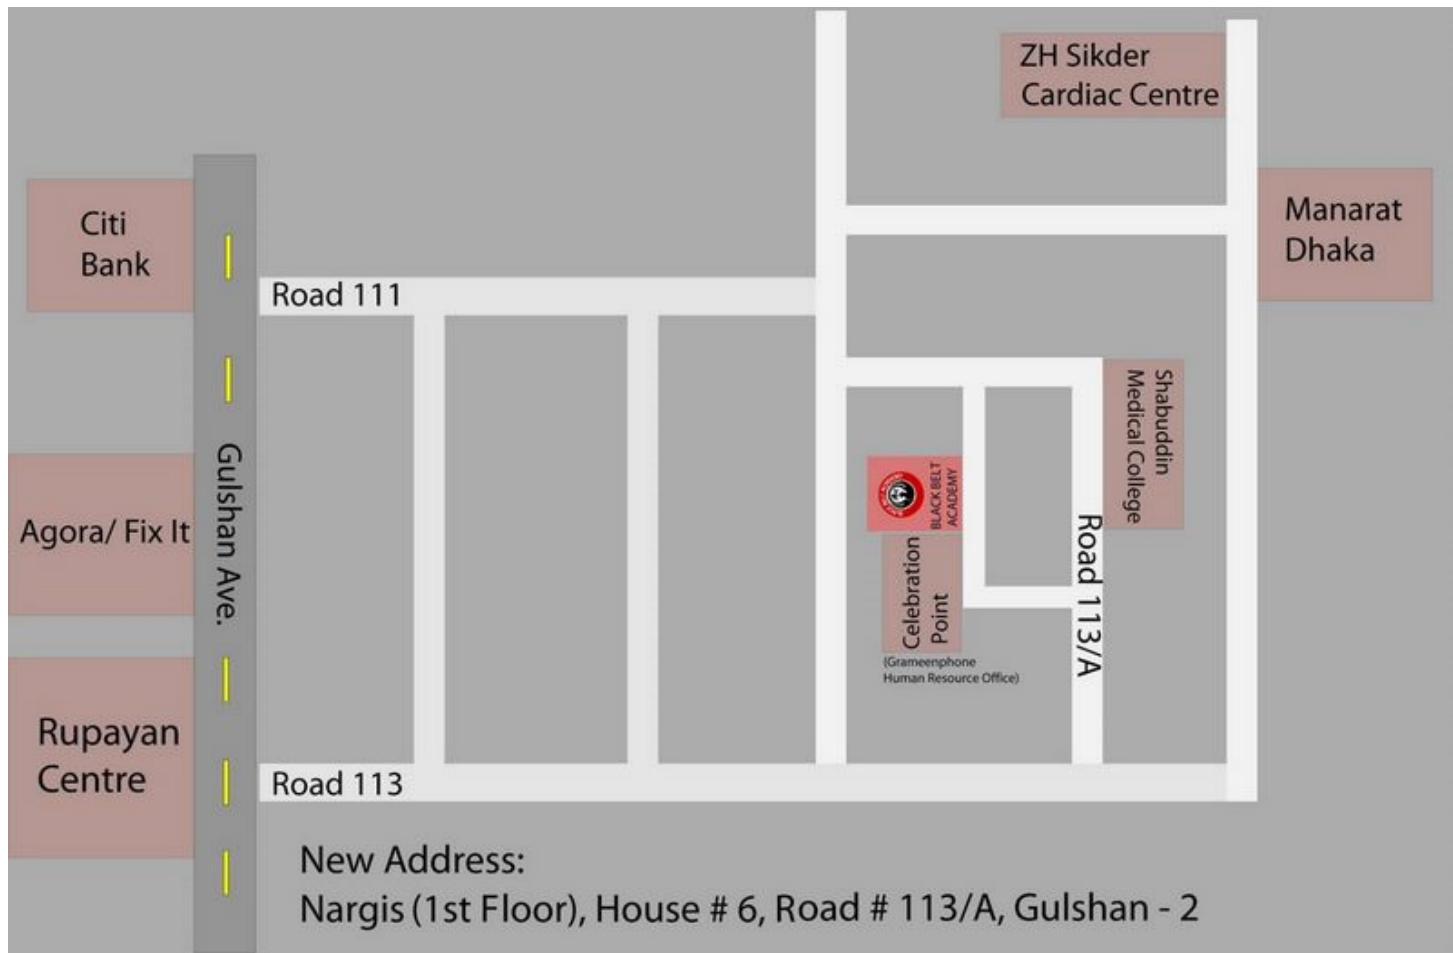 ZH Sikder
Cardiac Centre
Citi
Bank
Manarat
Dhaka
Road 111
Shabuddin
Medical College
Gulshan Ave.
Agora/ Fix It
BLACK BELT
ACADEMY
Celebration
Point
(Grameenphone
Human Resource Office)
Road 113/A
Rupayan
Centre
Road 113
New Address:
Nargis (1st Floor), House # 6, Road # 113/A, Gulshan - 2